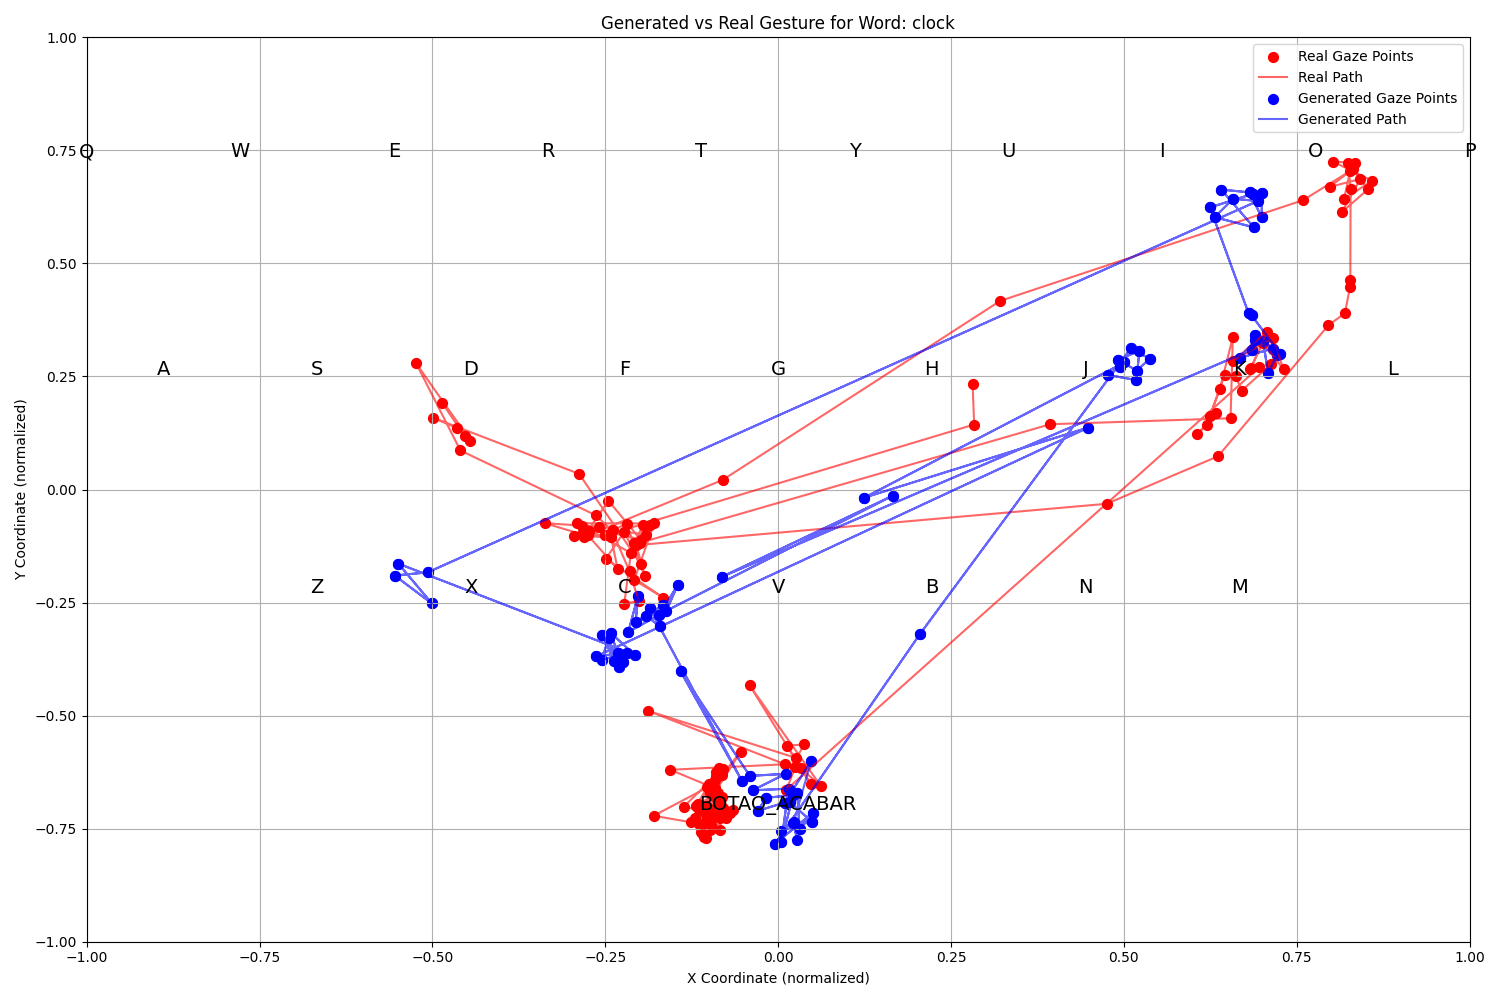 Generated vs Real Gesture for Word: clock
1.00
Real Gaze Points
Real Path
Generated Gaze Points
Generated Path
0.75
Q W E R T Y U I O P
0.50
0.25
A S D F G H J K L
0.00
Y Coordinate (normalized)
Z X C V B N M
−0.25
−0.50
BOTAO_ACABAR
−0.75
−1.00
−1.00 −0.75 −0.50 −0.25 0.00 0.25 0.50 0.75 1.00
X Coordinate (normalized)